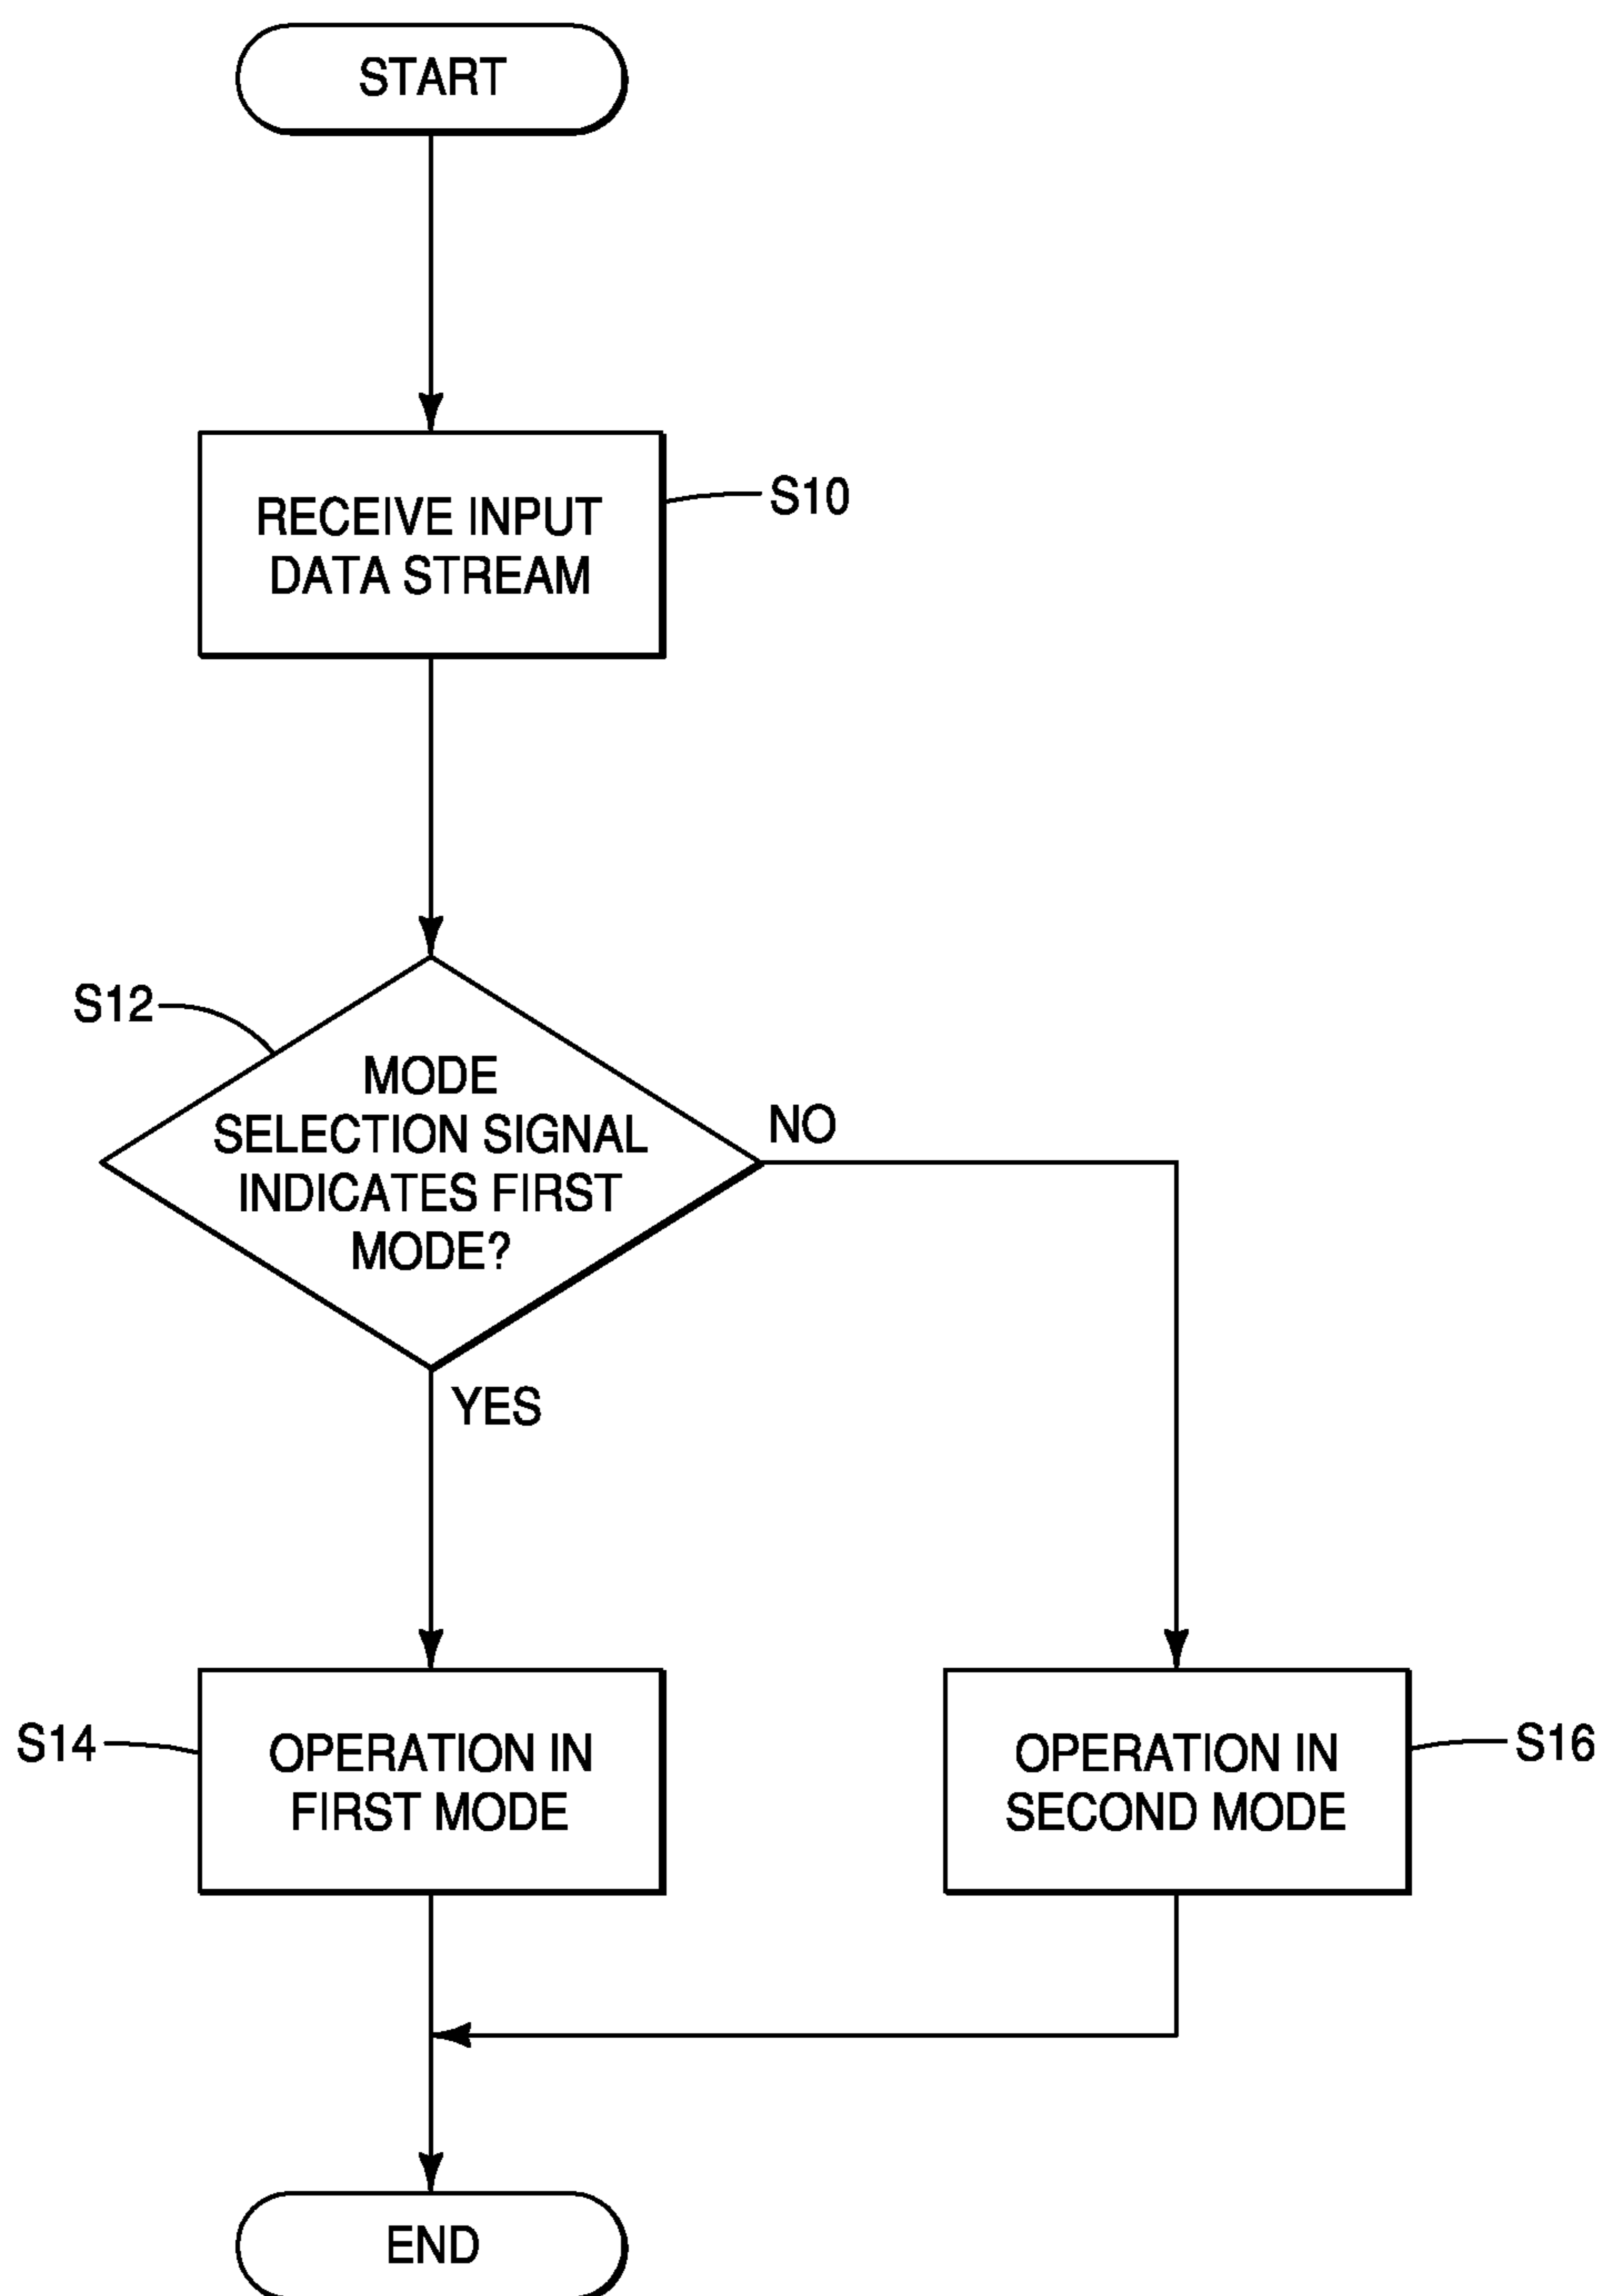 START
RECEIVE INPUT
DATA STREAM
S10
S12
MODE
SELECTION SIGNAL
INDICATES FIRST
MODE?
NO
YES
S14
OPERATION IN
FIRST MODE
OPERATION IN
SECOND MODE
S16
END